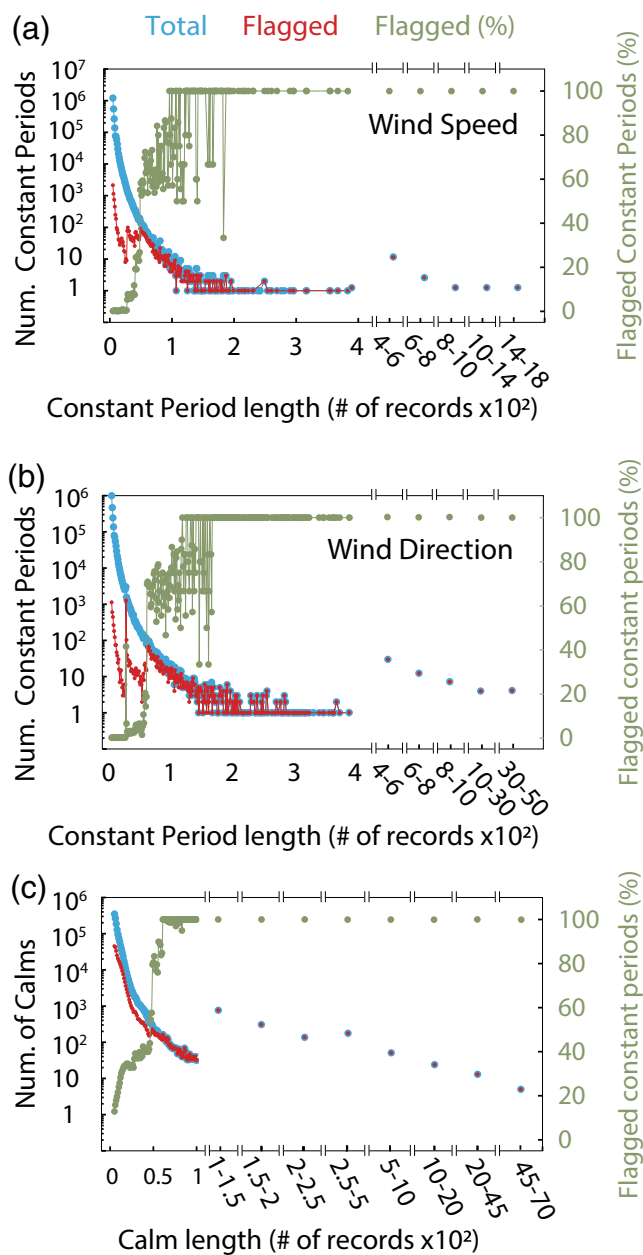 (a) Total Flagged Flagged (%)
Num. Constant Periods
10⁷
10⁶
10⁵
10⁴
10³
10²
10
1
Wind Speed
100
80
60
40
20
0
Flagged Constant Periods (%)
0 1 2 3 4 4-6 6-8 8-10 10-14 14-18
Constant Period length (# of records x10²)
(b)
Num. Constant Periods
10⁶
10⁵
10⁴
10³
10²
10
1
Wind Direction
100
80
60
40
20
0
Flagged constant periods (%)
0 1 2 3 4 4-6 6-8 8-10 10-30 30-50
Constant Period length (# of records x10²)
(c)
Num. of Calms
10⁶
10⁵
10⁴
10³
10²
10
1
100
80
60
40
20
0
Flagged constant periods (%)
0 0.5 1 1-1.5 1.5-2 2-2.5 2.5-5 5-10 10-20 20-45 45-70
Calm length (# of records x10²)